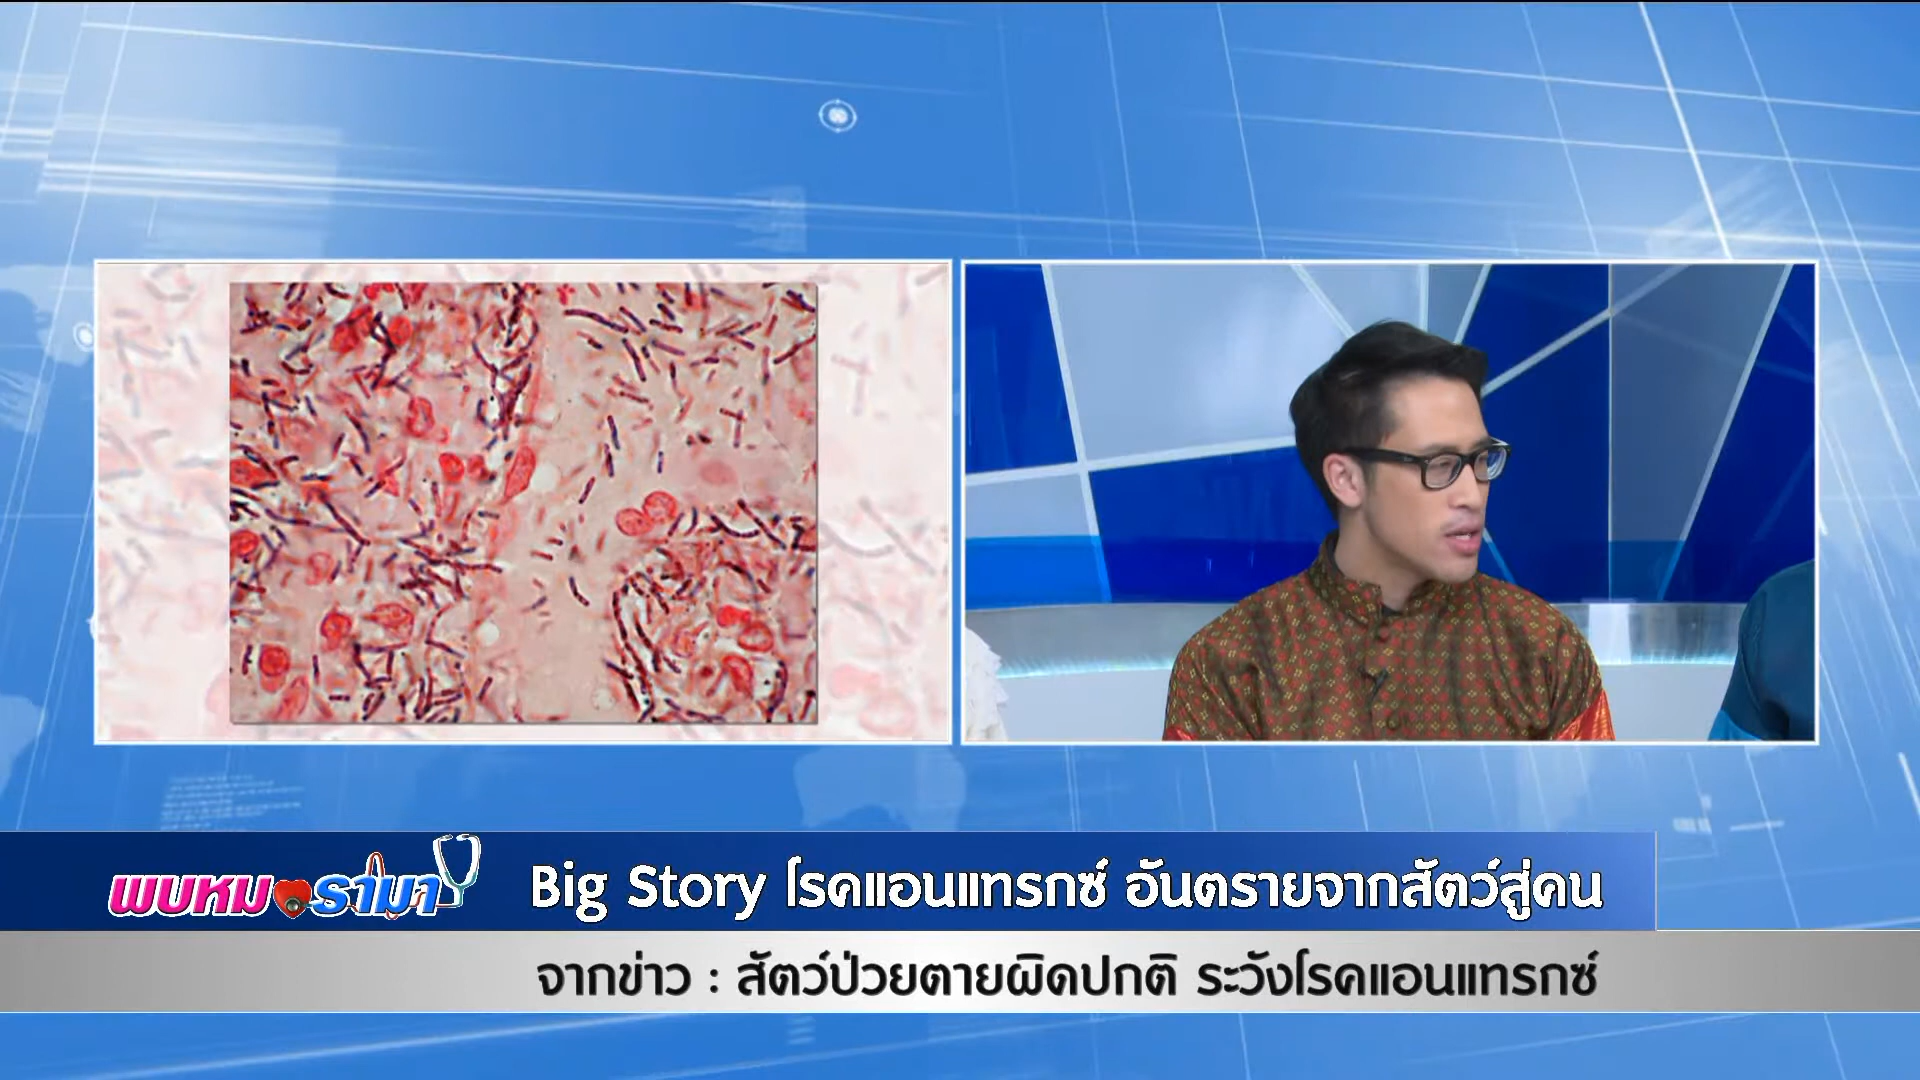 พบหมอรามา
Big Story โรคแอนแทรกซ์ อันตรายจากสัตว์สู่คน
จากข่าว : สัตว์ป่วยตายผิดปกติ ระวังโรคแอนแทรกซ์